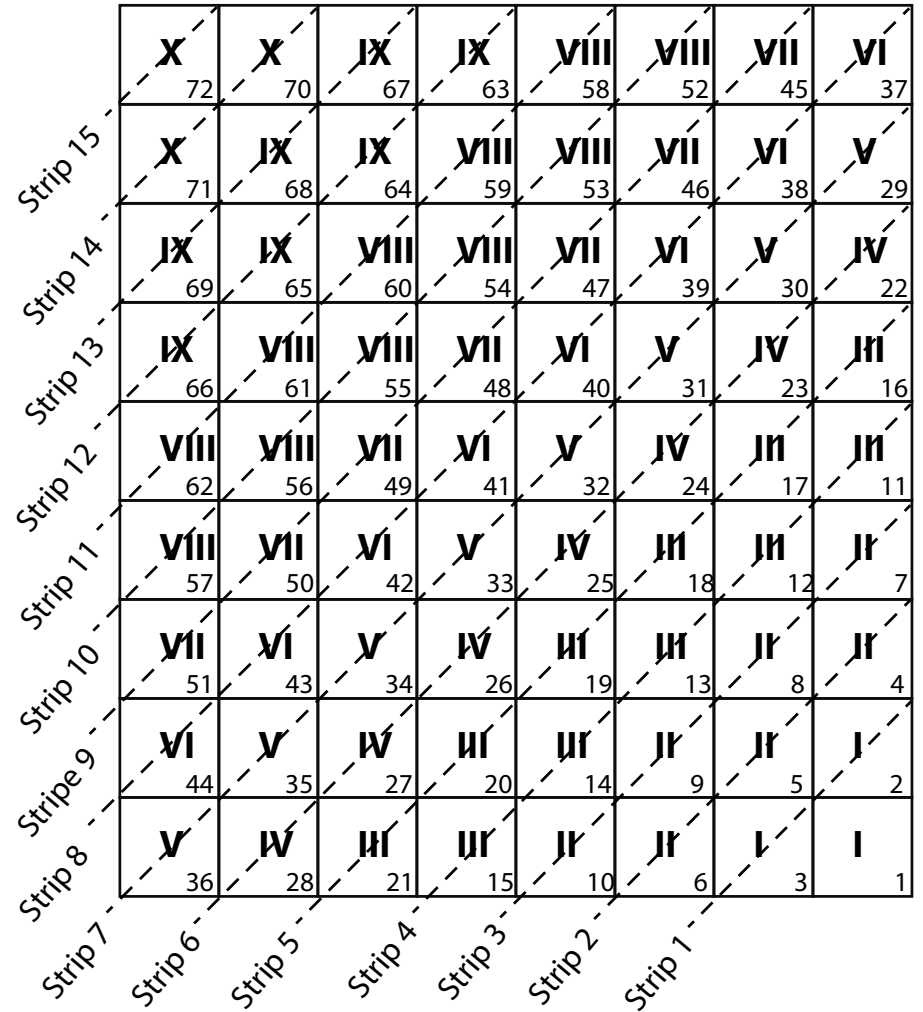 X X IX IX VIII VIII VII VI
72 70 67 63 58 52 45 37
Strip 15
X IX IX VIII VIII VII VI V
71 68 64 59 53 46 38 29
Strip 14
IX IX VIII VIII VII VI V IV
69 65 60 54 47 39 30 22
Strip 13
IX VIII VIII VII VI V IV III
66 61 55 48 40 31 23 16
Strip 12
VIII VIII VII VI V IV III III
62 56 49 41 32 24 17 11
Strip 11
VIII VII VI V IV III III II
57 50 42 33 25 18 12 7
Strip 10
VII VI V IV III III II II
51 43 34 26 19 13 8 4
Stripe 9
VI V IV III III II II I
44 35 27 20 14 9 5 2
Strip 8
V IV III III II II I I
36 28 21 15 10 6 3 1
Strip 7 Strip 6 Strip 5 Strip 4 Strip 3 Strip 2 Strip 1